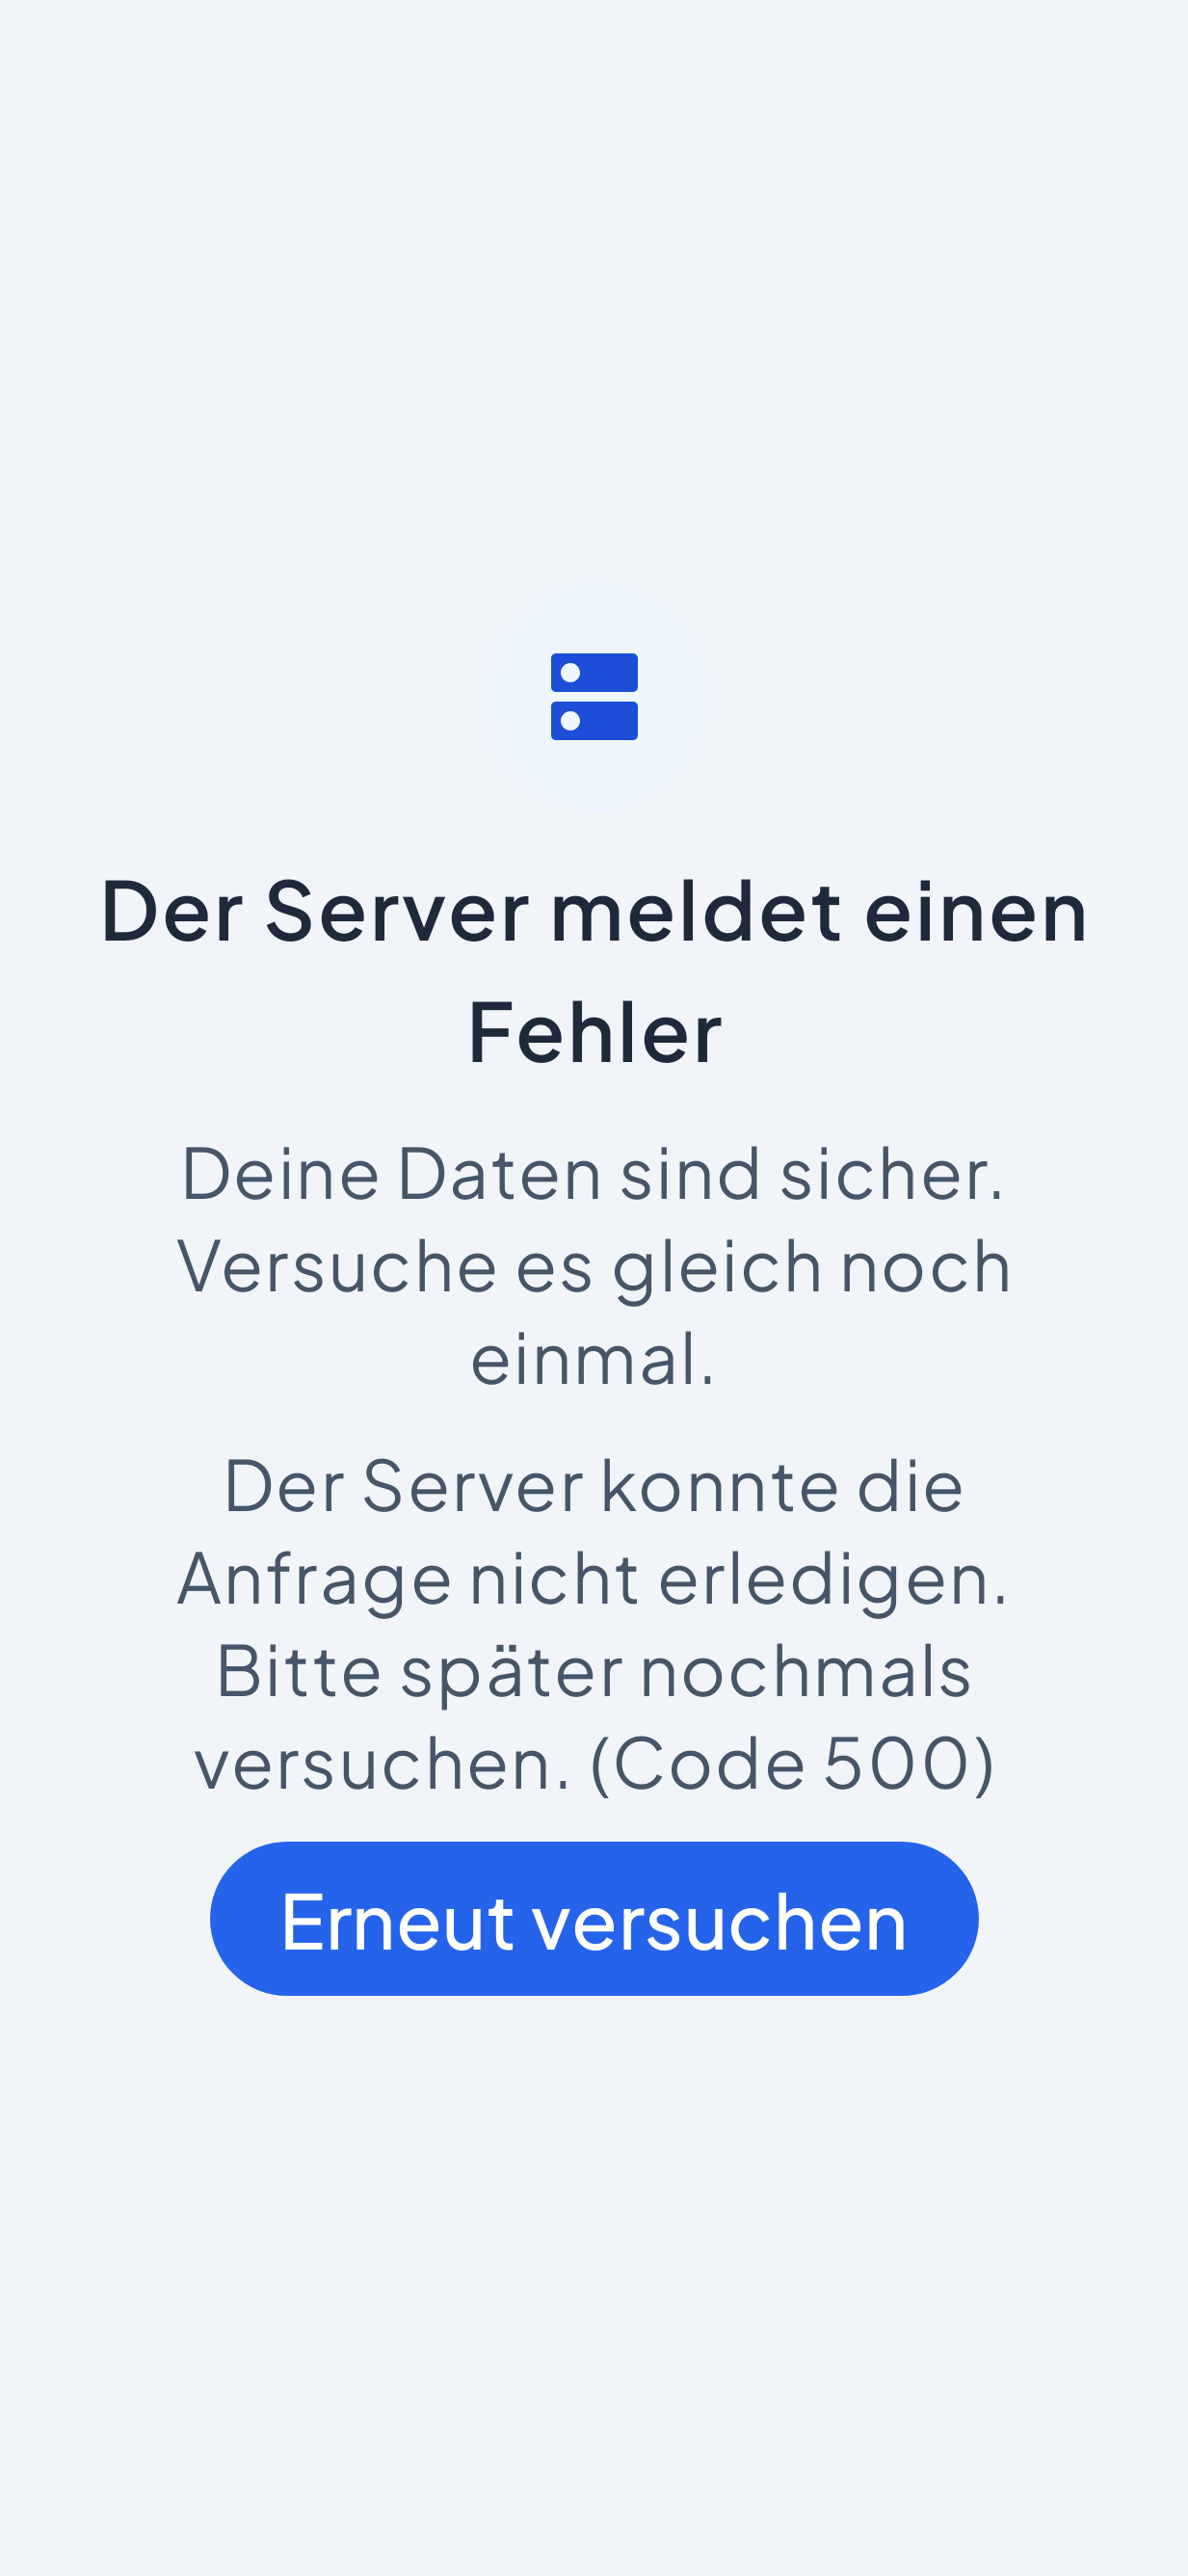 Der Server meldet einen
Fehler
Deine Daten sind sicher.
Versuche es gleich noch
einmal.
Der Server konnte die
Anfrage nicht erledigen.
Bitte später nochmals
versuchen. (Code 500)
Erneut versuchen